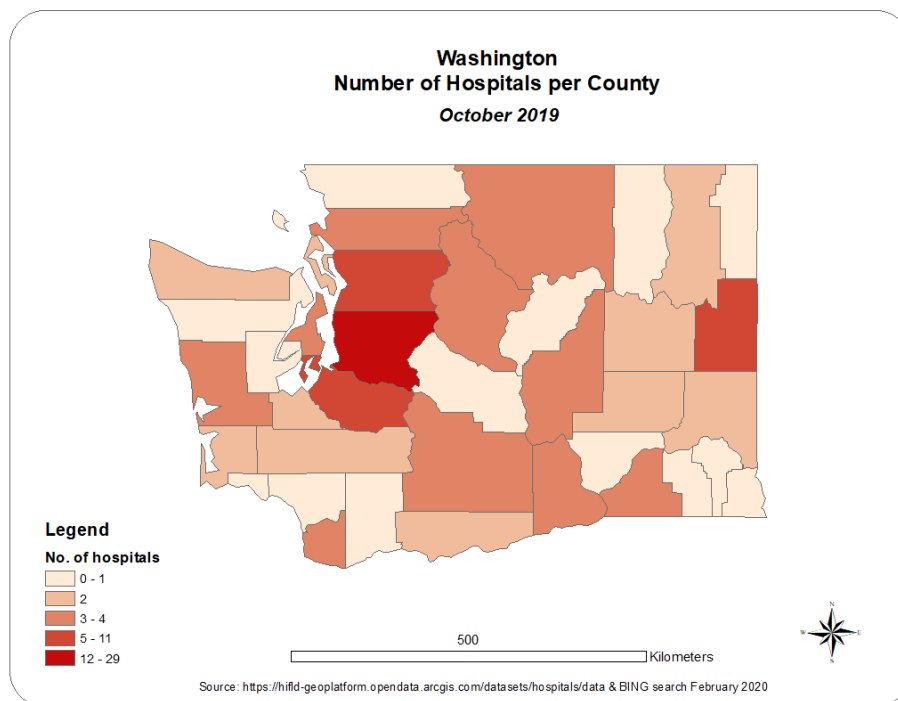 Washington
Number of Hospitals per County
October 2019
Legend
No. of hospitals
0 - 1
2
3 - 4
5 - 11
12 - 29
500
Kilometers
N
W
E
S
Source: https://hifld-geoplatform.opendata.arcgis.com/datasets/hospitals/data & BING search February 2020